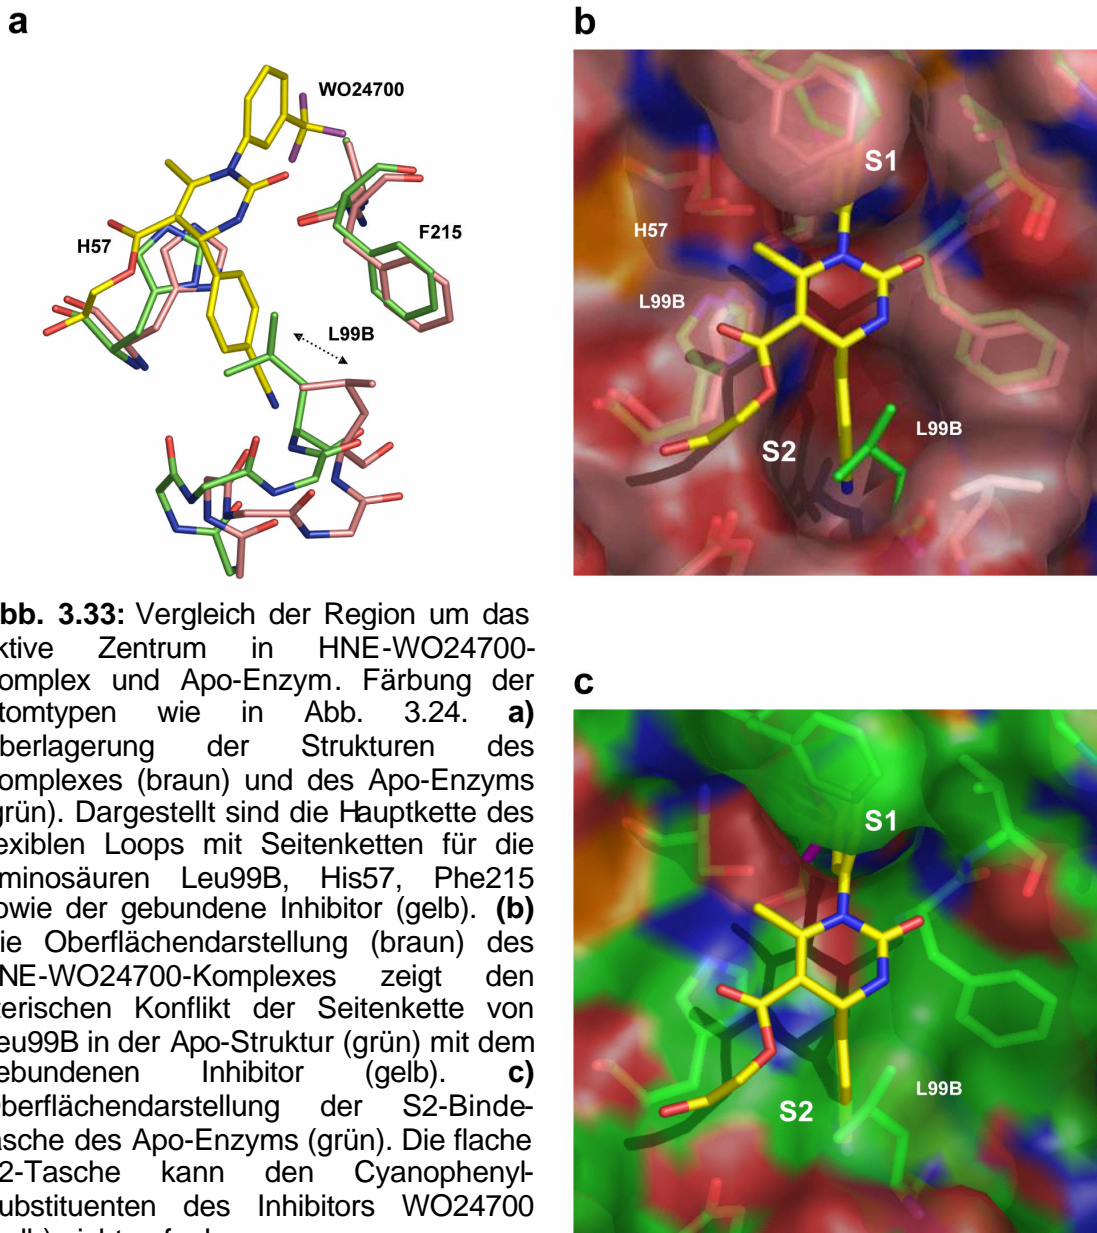 a
WO24700
H57
F215
L99B
b
S1
H57
L99B
L99B
S2
bb. 3.33: Vergleich der Region um das
ktive Zentrum in HNE-WO24700-
omplex und Apo-Enzym. Färbung der
tomtypen wie in Abb. 3.24. a)
berlagerung der Strukturen des
omplexes (braun) und des Apo-Enzyms
rün). Dargestellt sind die Hauptkette des
exiblen Loops mit Seitenketten für die
minosäuren Leu99B, His57, Phe215
owie der gebundene Inhibitor (gelb). (b)
ie Oberflächendarstellung (braun) des
NE-WO24700-Komplexes zeigt den
terischen Konflikt der Seitenkette von
eu99B in der Apo-Struktur (grün) mit dem
ebundenen Inhibitor (gelb). c)
berflächendarstellung der S2-Binde-
asche des Apo-Enzyms (grün). Die flache
2-Tasche kann den Cyanophenyl-
ubstituenten des Inhibitors WO24700
c
S1
L99B
S2